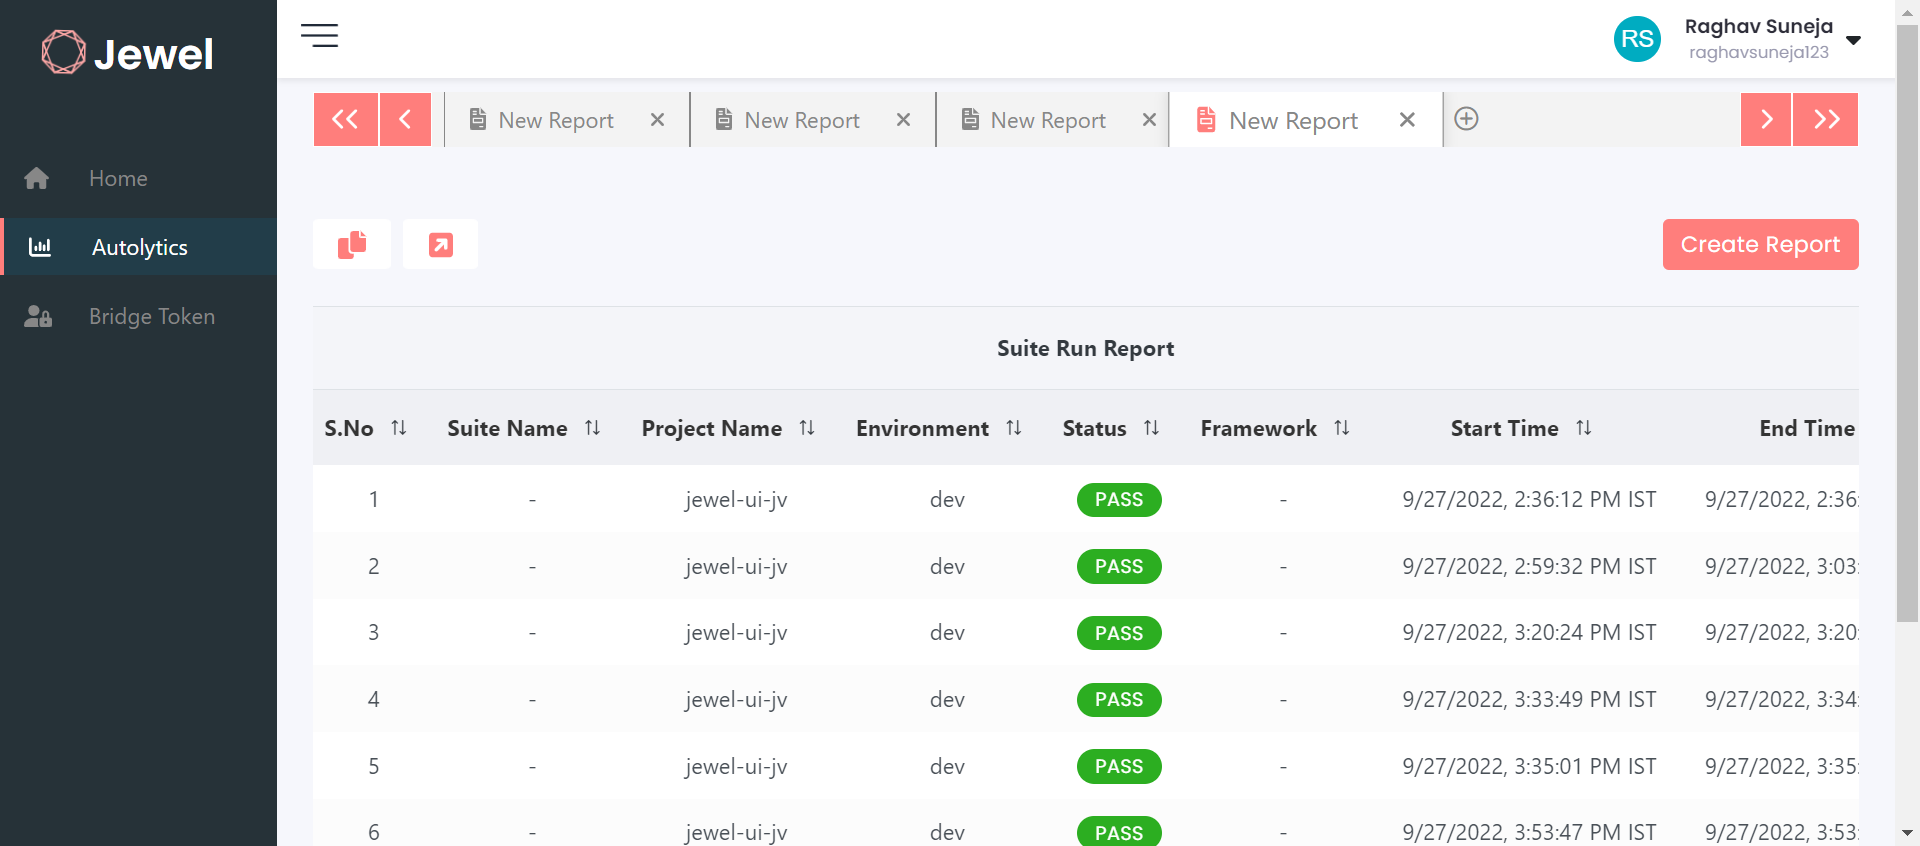 Jewel
RS
Raghav Suneja
raghavsuneja123
New Report
New Report
New Report
New Report
Home
Autolytics
Bridge Token
Create Report
Suite Run Report
S.No Suite Name Project Name Environment Status Framework Start Time End Time
1 - jewel-ui-jv dev PASS - 9/27/2022, 2:36:12 PM IST 9/27/2022, 2:36:
2 - jewel-ui-jv dev PASS - 9/27/2022, 2:59:32 PM IST 9/27/2022, 3:03:
3 - jewel-ui-jv dev PASS - 9/27/2022, 3:20:24 PM IST 9/27/2022, 3:20:
4 - jewel-ui-jv dev PASS - 9/27/2022, 3:33:49 PM IST 9/27/2022, 3:34:
5 - jewel-ui-jv dev PASS - 9/27/2022, 3:35:01 PM IST 9/27/2022, 3:35:
6 - jewel-ui-jv dev PASS - 9/27/2022, 3:53:47 PM IST 9/27/2022, 3:53: